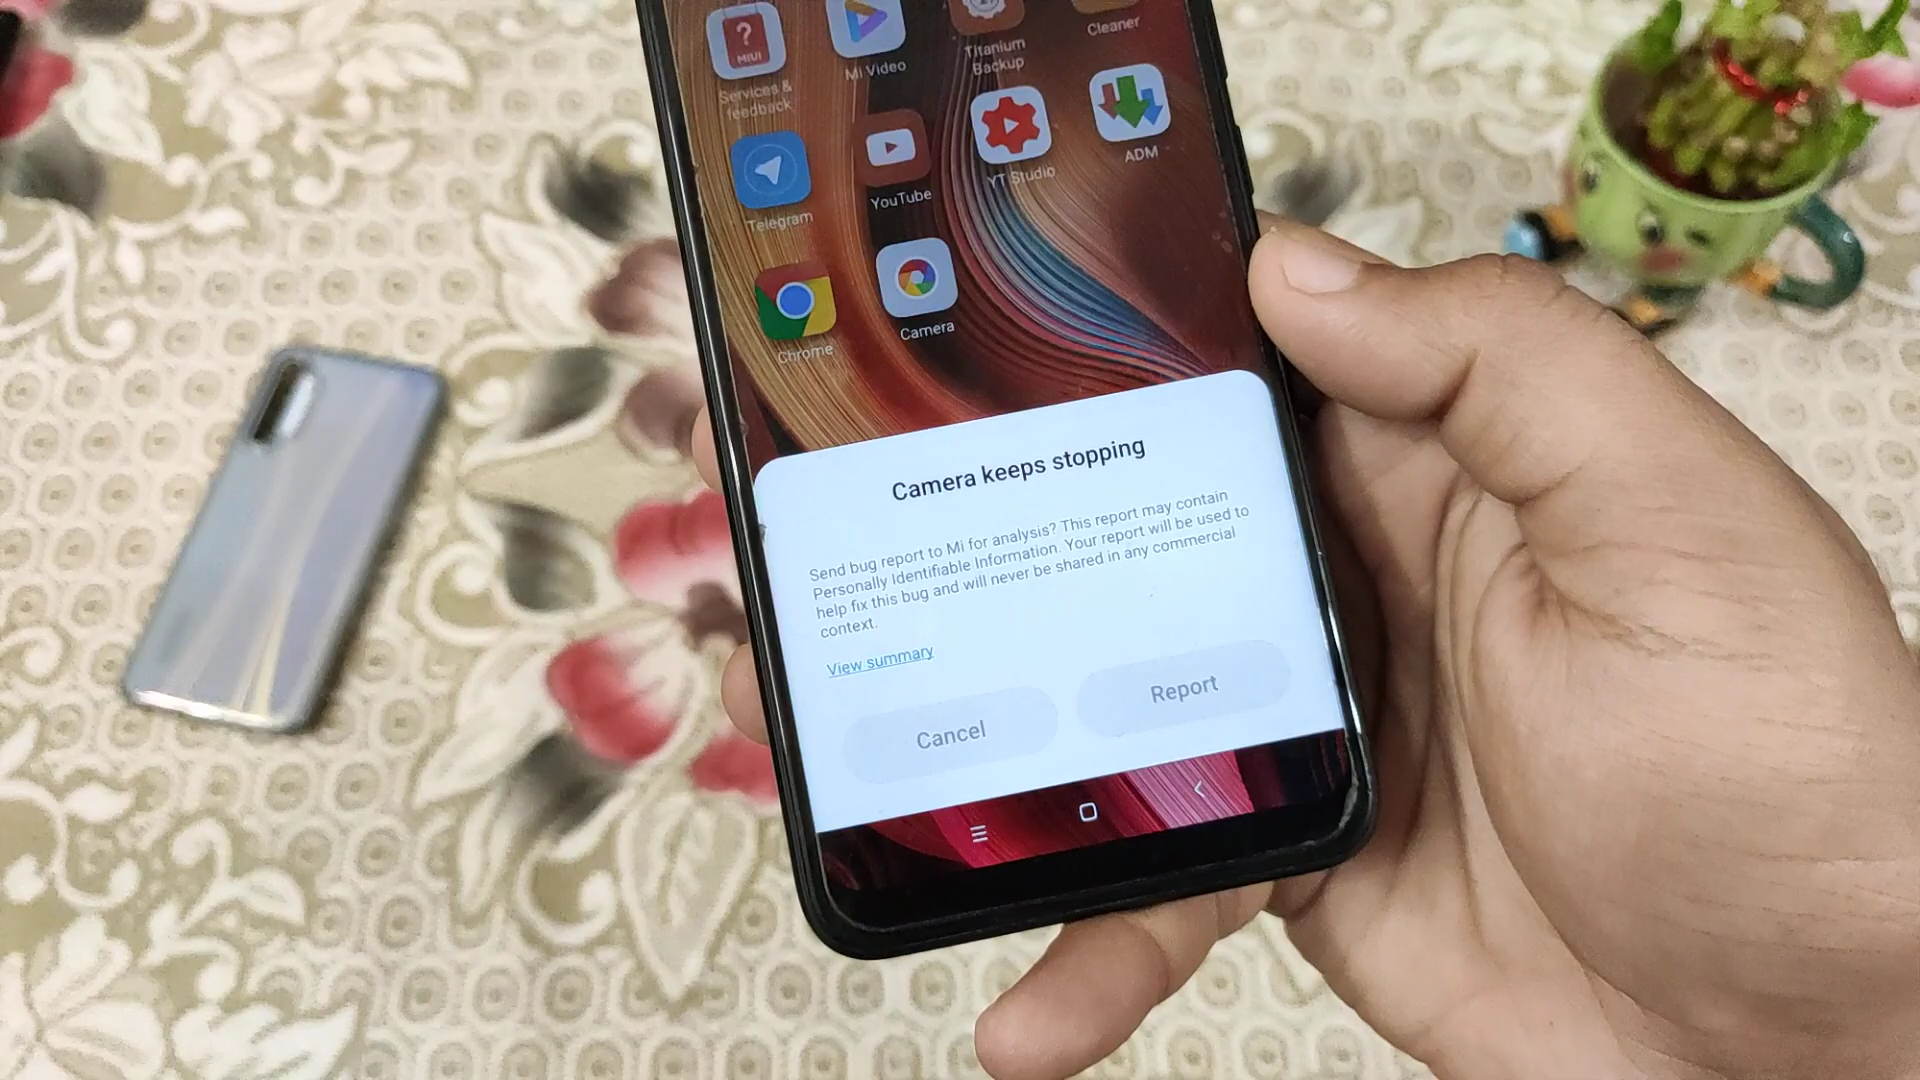 ?
MIUI
Services &
feedback
Mi Video
Titanium
Backup
Cleaner
Telegram
YouTube
YT Studio
ADM
Chrome
Camera
Camera keeps stopping
Send bug report to Mi for analysis? This report may contain
Personally Identifiable Information. Your report will be used to
help fix this bug and will never be shared in any commercial
context.
View summary
Cancel
Report